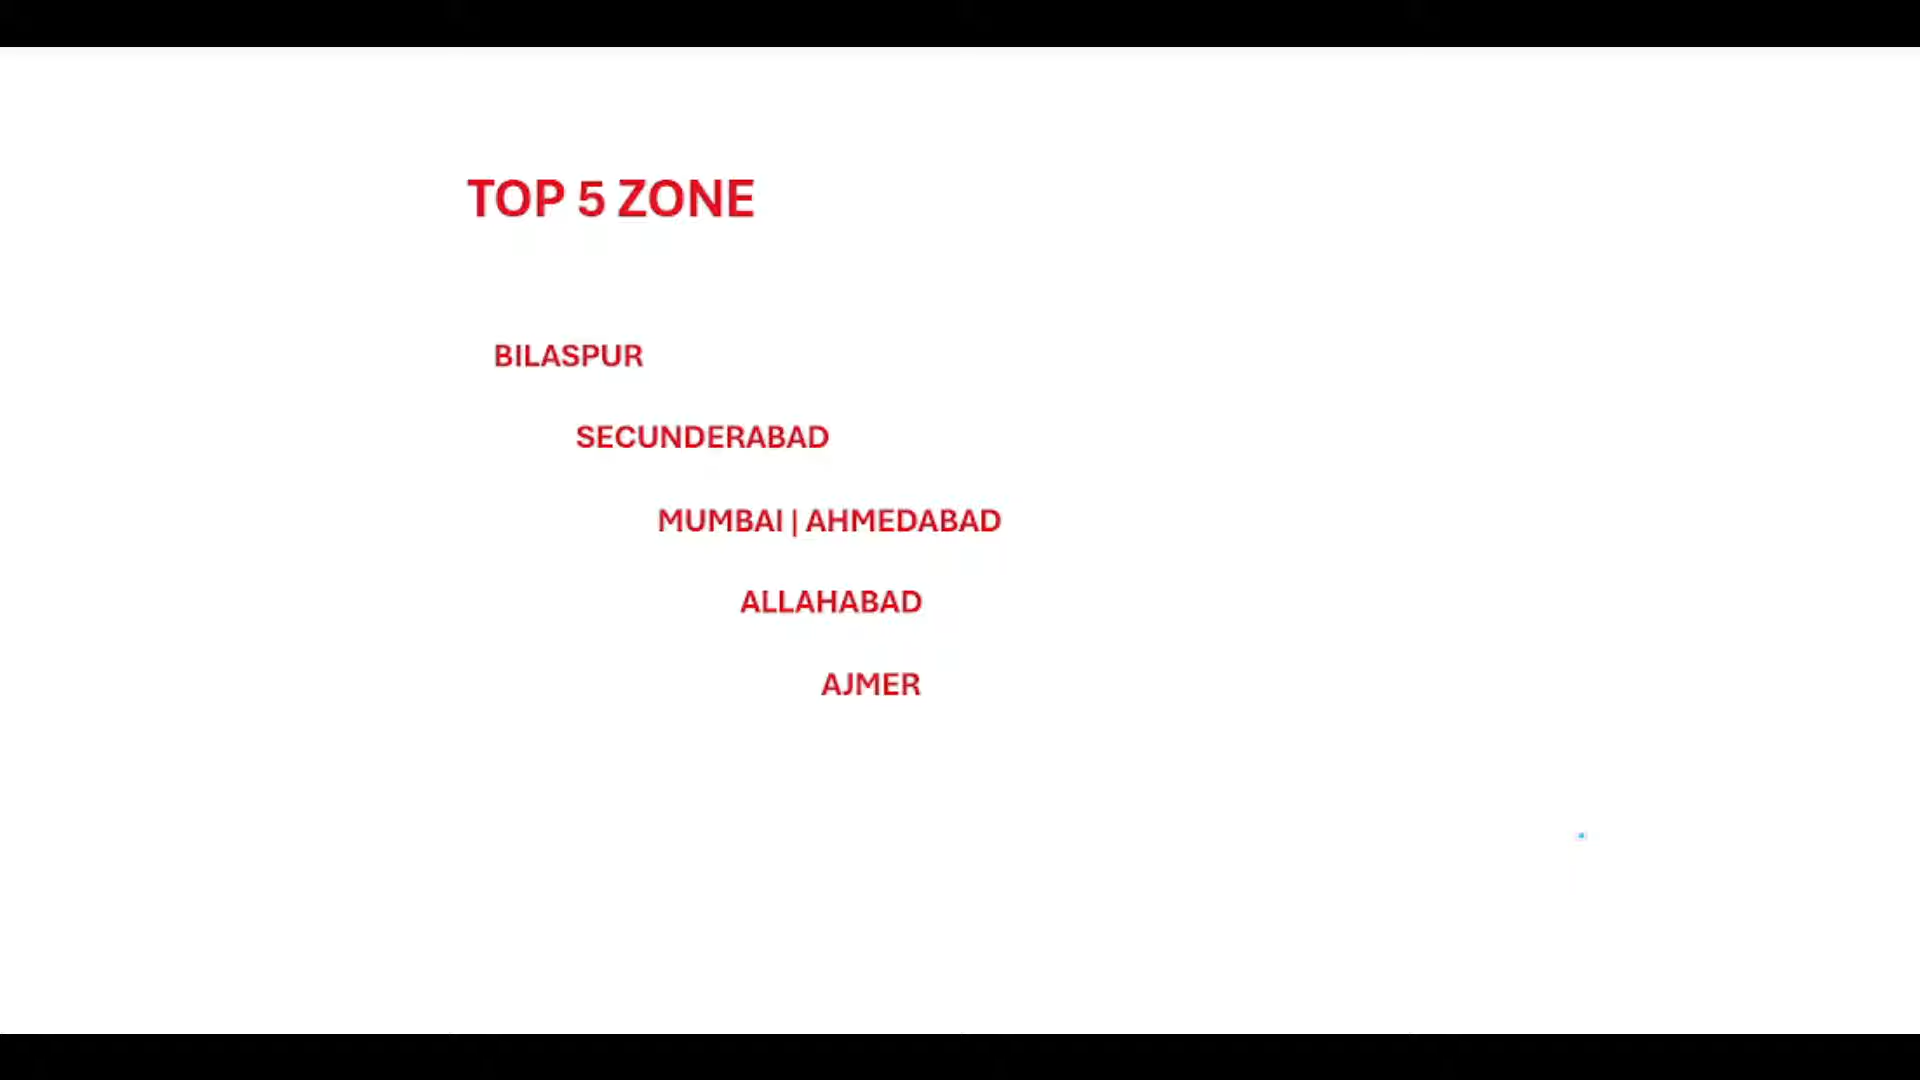 TOP 5 ZONE
BILASPUR
SECUNDERABAD
MUMBAI | AHMEDABAD
ALLAHABAD
AJMER